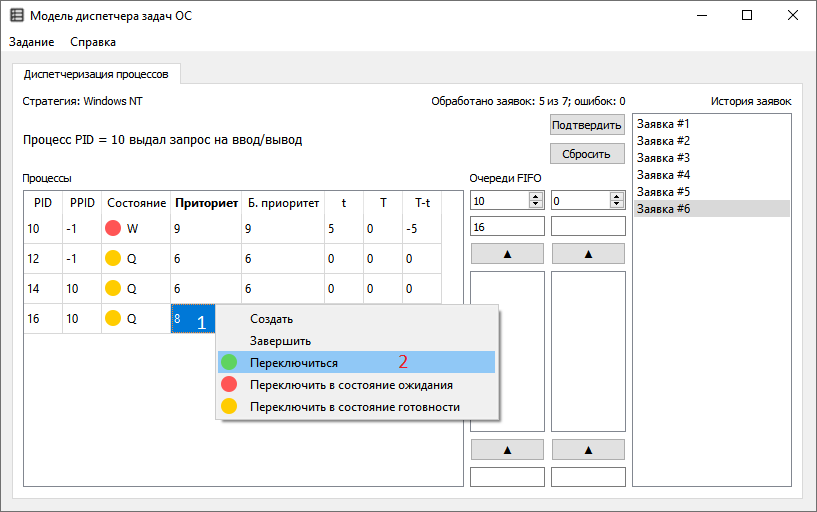 Модель диспетчера задач ОС
Задание Справка
Диспетчеризация процессов
Стратегия: Windows NT Обработано заявок: 5 из 7; ошибок: 0 История заявок
Процесс PID = 10 выдал запрос на ввод/вывод
Подтвердить
Сбросить
Заявка #1
Заявка #2
Заявка #3
Заявка #4
Заявка #5
Заявка #6
Процессы
PID PPID Состояние Приториет Б. приоритет t T T-t
10 -1 W 9 9 5 0 -5
12 -1 Q 6 6 0 0 0
14 10 Q 6 6 0 0 0
16 10 Q 8 1
Создать
Завершить
Переключиться 2
Переключить в состояние ожидания
Переключить в состояние готовности
Очереди FIFO
10 0
16
▲ ▲
▲ ▲